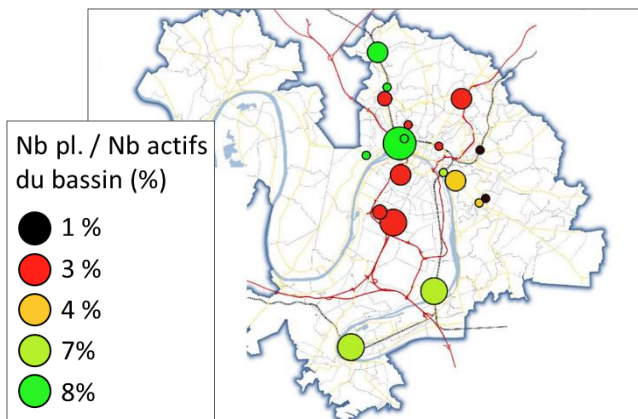 Nb pl. / Nb actifs
du bassin (%)
1 %
3 %
4 %
7%
8%